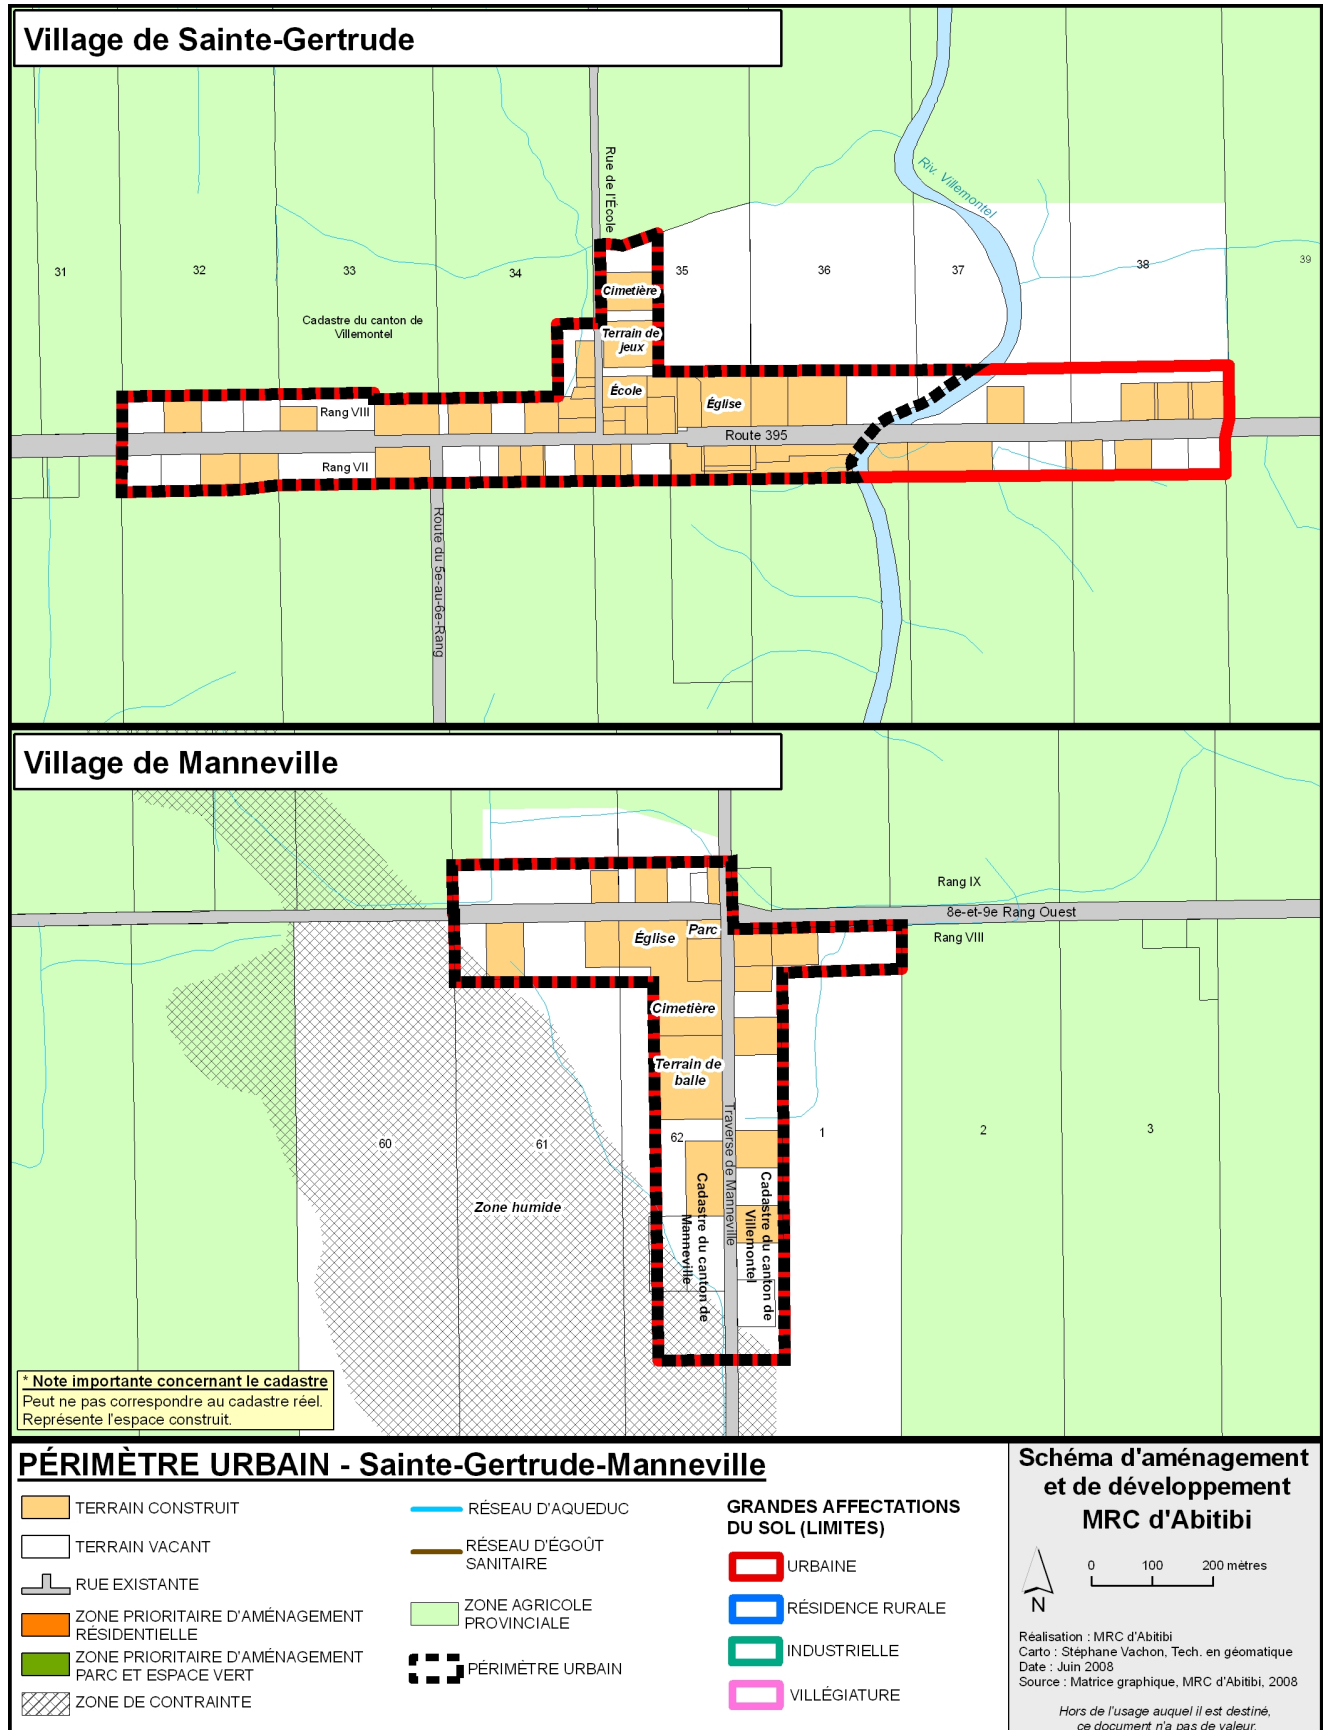 Village de Sainte-Gertrude
Rue de l'École
Riv. Villemontel
31
32
33
34
35
36
37
38
39
Cadastre du canton de
Villemontel
Cimetière
Terrain de
jeux
École
Église
Rang VIII
Route 395
Rang VII
Route du 5e-au-6e-Rang
Village de Manneville
Rang IX
8e-et-9e Rang Ouest
Rang VIII
Parc
Église
Cimetière
Terrain de
balle
Traverse de Manneville
60
61
62
1
2
3
Zone humide
Cadastre du canton de
Manneville
Cadastre du canton de
Villemontel
* Note importante concernant le cadastre
Peut ne pas correspondre au cadastre réel.
Représente l'espace construit.
PÉRIMÈTRE URBAIN - Sainte-Gertrude-Manneville
TERRAIN CONSTRUIT
TERRAIN VACANT
RUE EXISTANTE
ZONE PRIORITAIRE D'AMÉNAGEMENT
RÉSIDENTIELLE
ZONE PRIORITAIRE D'AMÉNAGEMENT
PARC ET ESPACE VERT
ZONE DE CONTRAINTE
RÉSEAU D'AQUEDUC
RÉSEAU D'ÉGOÛT
SANITAIRE
ZONE AGRICOLE
PROVINCIALE
PÉRIMÈTRE URBAIN
GRANDES AFFECTATIONS
DU SOL (LIMITES)
URBAINE
RÉSIDENCE RURALE
INDUSTRIELLE
VILLÉGIATURE
Schéma d'aménagement
et de développement
MRC d'Abitibi
0 100 200 mètres
N
Réalisation : MRC d'Abitibi
Carto : Stéphane Vachon, Tech. en géomatique
Date : Juin 2008
Source : Matrice graphique, MRC d'Abitibi, 2008
Hors de l'usage auquel il est destiné,
ce document n'a pas de valeur.